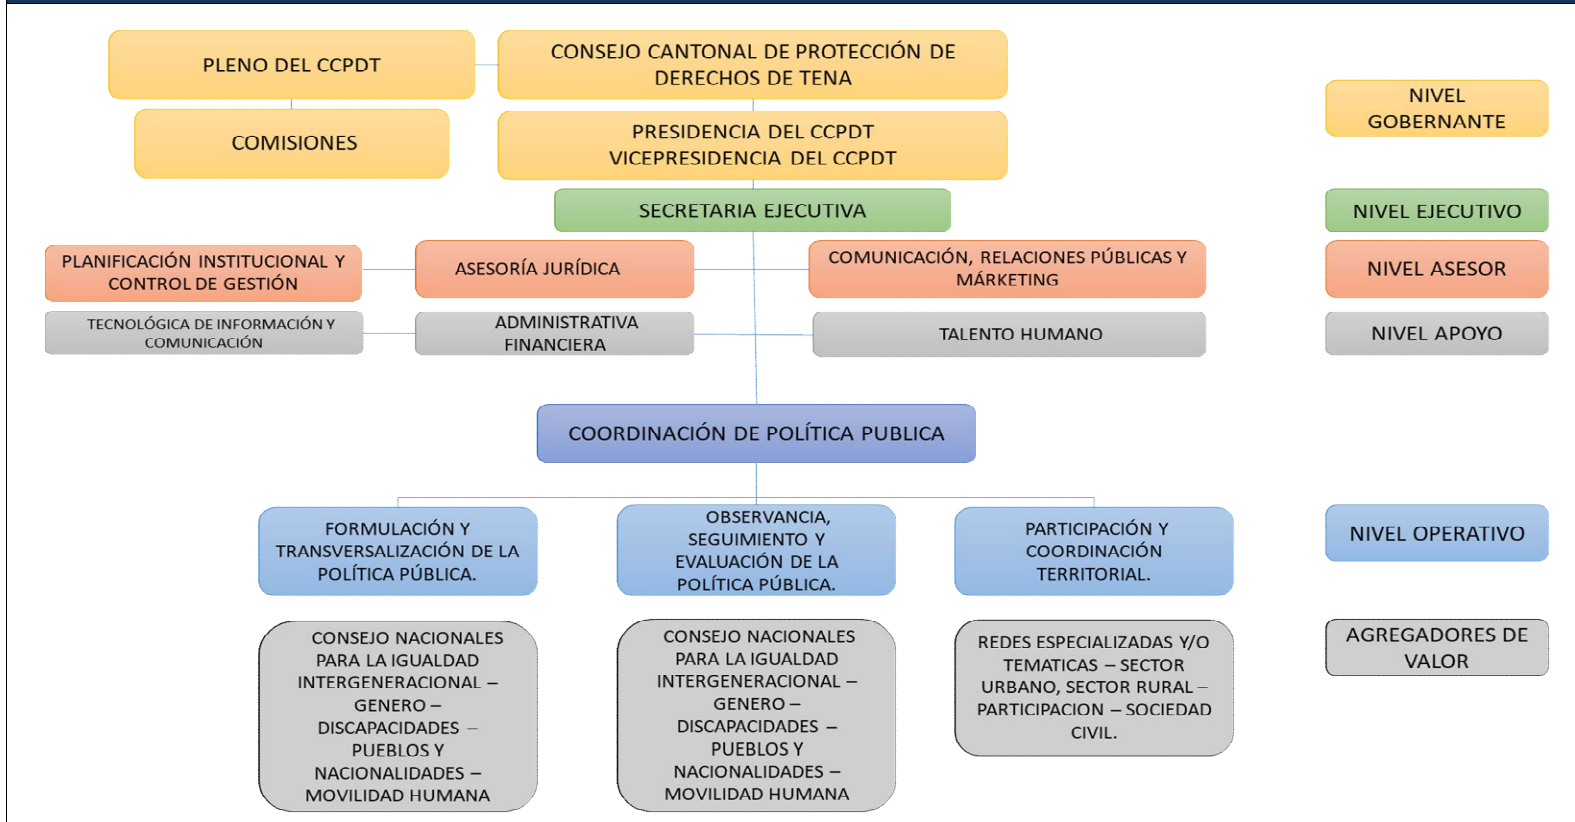 PLENO DEL CCPDT
CONSEJO CANTONAL DE PROTECCIÓN DE
DERECHOS DE TENA
NIVEL
GOBERNANTE
COMISIONES
PRESIDENCIA DEL CCPDT
VICEPRESIDENCIA DEL CCPDT
SECRETARIA EJECUTIVA
NIVEL EJECUTIVO
PLANIFICACIÓN INSTITUCIONAL Y
CONTROL DE GESTIÓN
ASESORÍA JURÍDICA
COMUNICACIÓN, RELACIONES PÚBLICAS Y
MÁRKETING
NIVEL ASESOR
TECNOLÓGICA DE INFORMACIÓN Y
COMUNICACIÓN
ADMINISTRATIVA
FINANCIERA
TALENTO HUMANO
NIVEL APOYO
COORDINACIÓN DE POLÍTICA PUBLICA
FORMULACIÓN Y
TRANSVERSALIZACIÓN DE LA
POLÍTICA PÚBLICA.
OBSERVANCIA,
SEGUIMIENTO Y
EVALUACIÓN DE LA
POLÍTICA PÚBLICA.
PARTICIPACIÓN Y
COORDINACIÓN
TERRITORIAL.
NIVEL OPERATIVO
CONSEJO NACIONALES
PARA LA IGUALDAD
INTERGENERACIONAL –
GENERO –
DISCAPACIDADES –
PUEBLOS Y
NACIONALIDADES –
MOVILIDAD HUMANA
CONSEJO NACIONALES
PARA LA IGUALDAD
INTERGENERACIONAL –
GENERO –
DISCAPACIDADES –
PUEBLOS Y
NACIONALIDADES –
MOVILIDAD HUMANA
REDES ESPECIALIZADAS Y/O
TEMATICAS – SECTOR
URBANO, SECTOR RURAL –
PARTICIPACION – SOCIEDAD
CIVIL.
AGREGADORES DE
VALOR